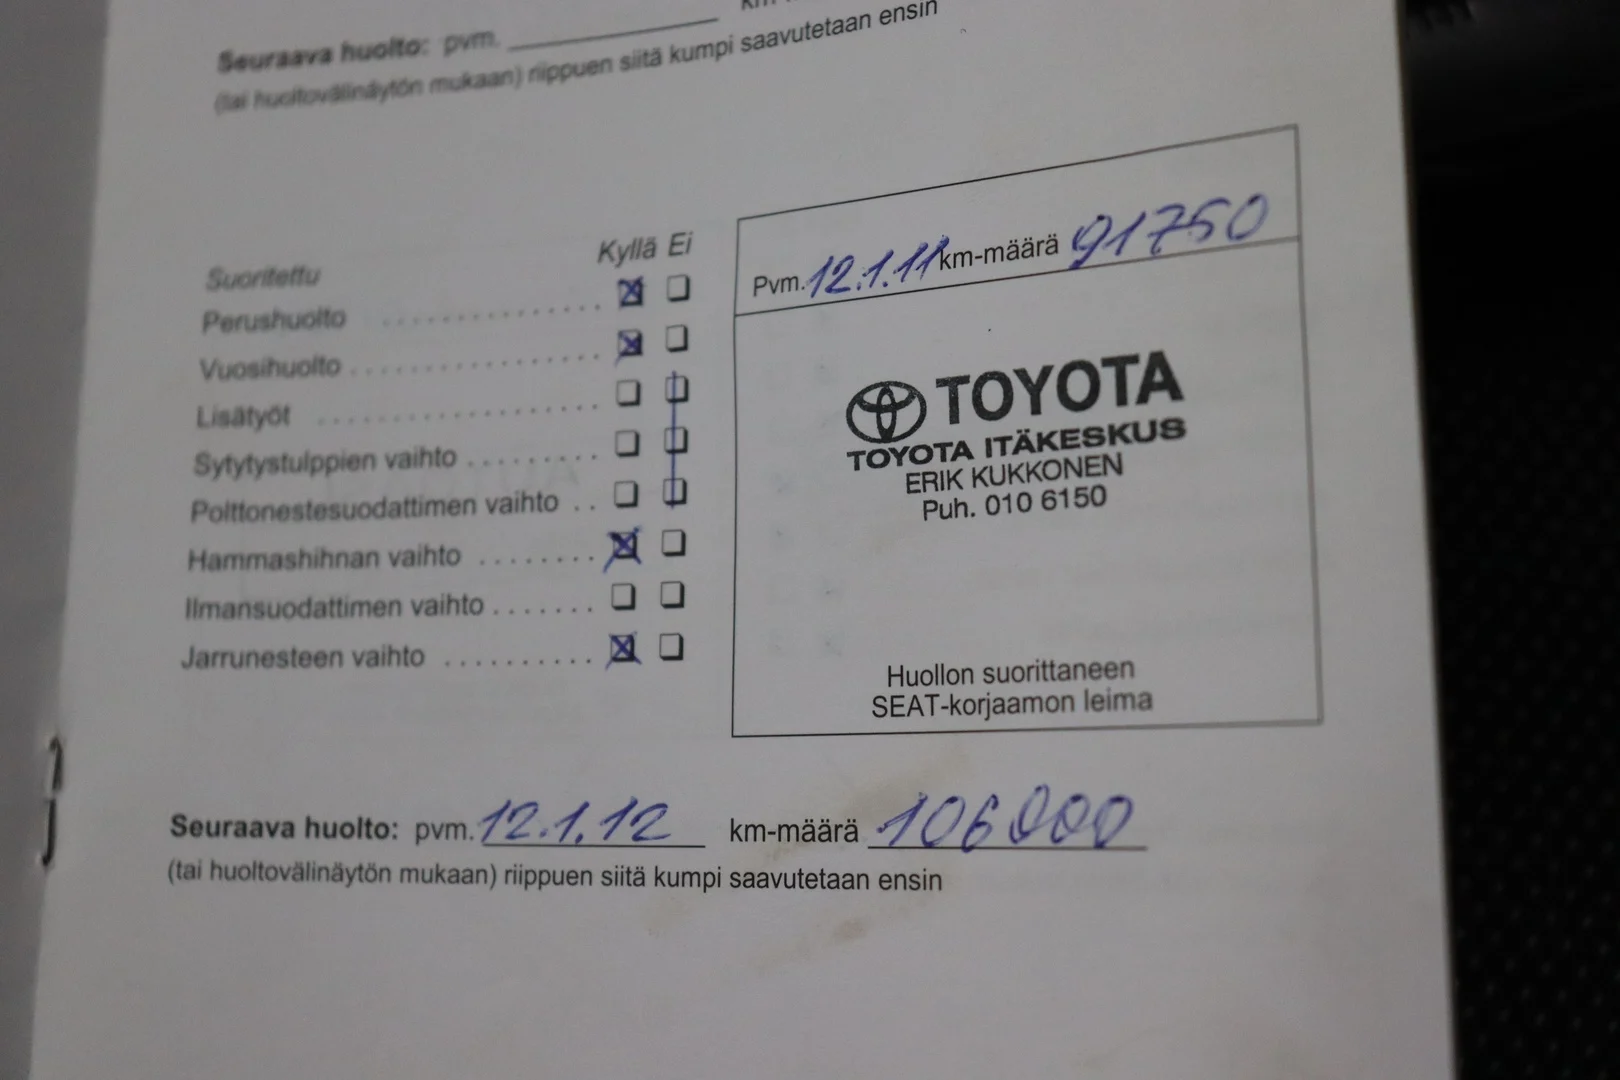 Seuraava huolto: pvm.
(tai huoltovälinäytön mukaan) riippuen siitä kumpi saavutetaan ensin
Kyllä Ei
Suoritettu
Perushuolto
Vuosihuolto
Lisätyöt
Sytytystulppien vaihto
Polttonestesuodattimen vaihto
Hammashihnan vaihto
Ilmansuodattimen vaihto
Jarrunesteen vaihto
Pvm. 12.1.11 km-määrä 91750
TOYOTA
TOYOTA ITÄKESKUS
ERIK KUKKONEN
Puh. 010 6150
Huollon suorittaneen
SEAT-korjaamon leima
Seuraava huolto: pvm. 12.1.12 km-määrä 106000
(tai huoltovälinäytön mukaan) riippuen siitä kumpi saavutetaan ensin